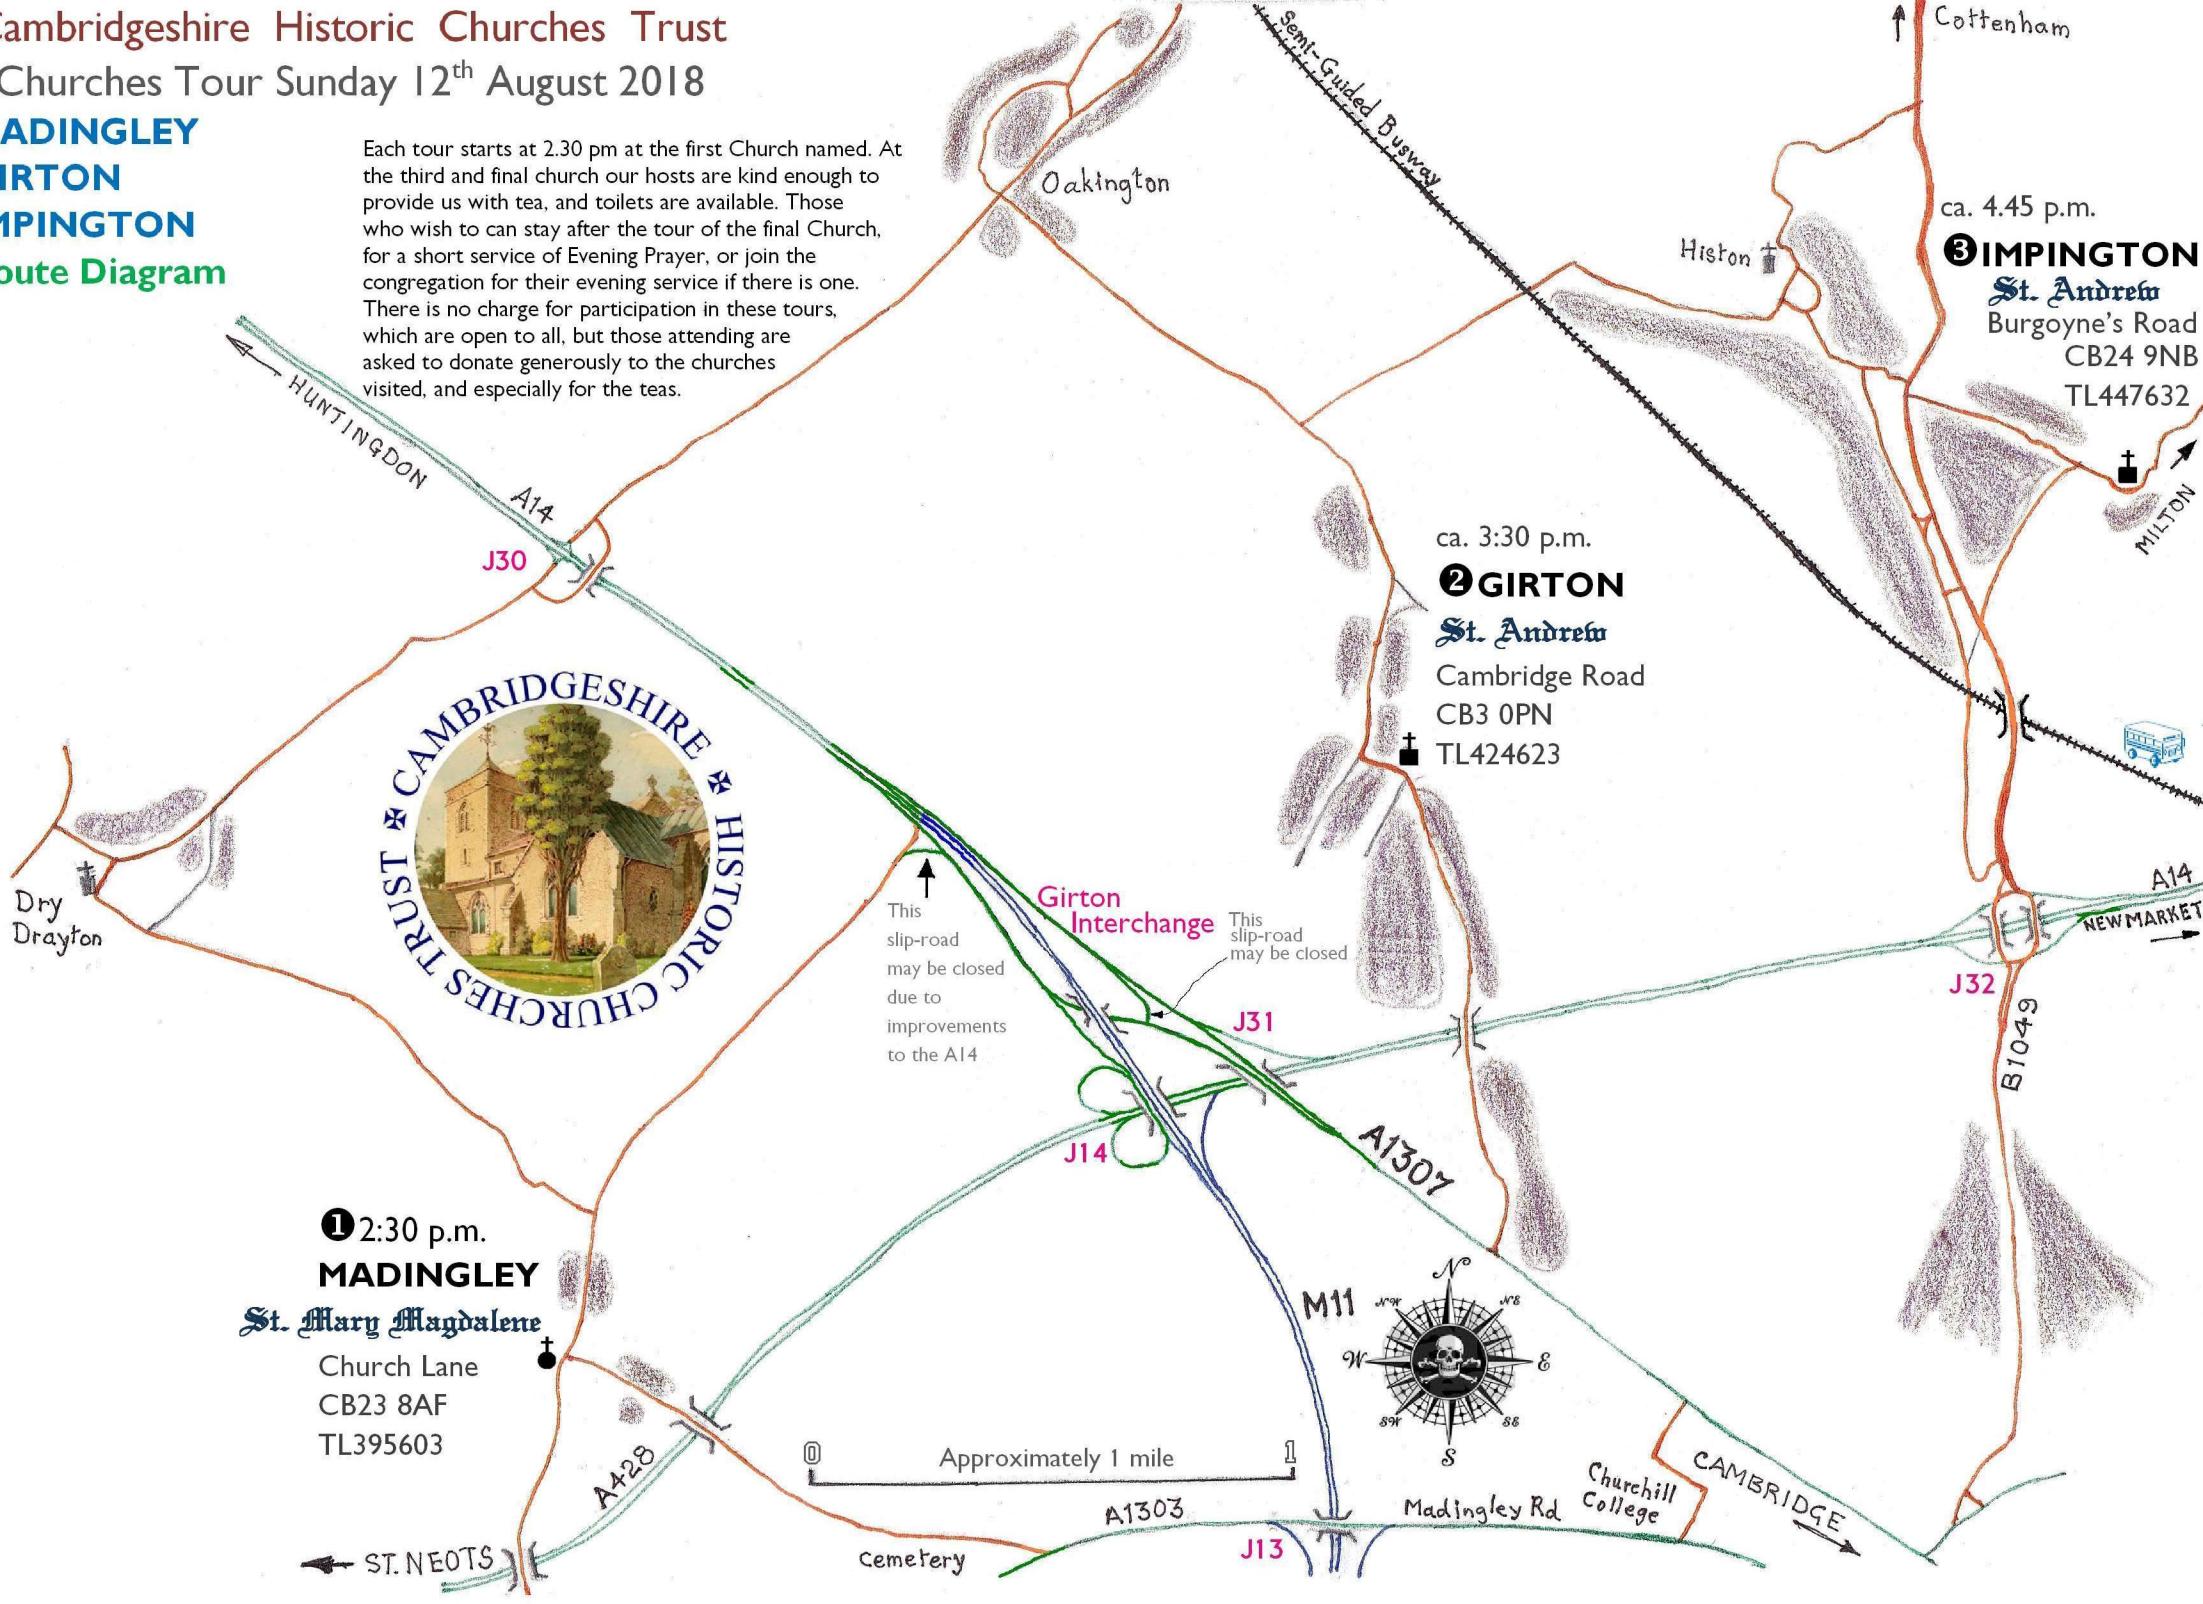 Cambridgeshire Historic Churches Trust
Churches Tour Sunday 12th August 2018
ADINGLEY
IRTON
MPINGTON
oute Diagram
Each tour starts at 2.30 pm at the first Church named. At
the third and final church our hosts are kind enough to
provide us with tea, and toilets are available. Those
who wish to can stay after the tour of the final Church,
for a short service of Evening Prayer, or join the
congregation for their evening service if there is one.
There is no charge for participation in these tours,
which are open to all, but those attending are
asked to donate generously to the churches
visited, and especially for the teas.
Oakington
Semi-Guided Busway
Cottenham
Histon
ca. 4.45 p.m.
❸IMPINGTON
St. Andrew
Burgoyne's Road
CB24 9NB
TL447632
MILTON
HUNTINGDON
A14
J30
ca. 3:30 p.m.
❷GIRTON
St. Andrew
Cambridge Road
CB3 0PN
TL424623
CAMBRIDGESHIRE HISTORIC CHURCHES TRUST
Dry
Drayton
This
slip-road
may be closed
due to
improvements
to the A14
Girton
Interchange
This
slip-road
may be closed
J31
J14
A14
NEWMARKET
J32
B1049
A1307
❶2:30 p.m.
MADINGLEY
St. Mary Magdalene
Church Lane
CB23 8AF
TL395603
M11
N
NE
E
SE
S
SW
W
NW
0
Approximately 1 mile
1
A428
ST. NEOTS
Cemetery
A1303
J13
Madingley Rd
Churchill
College
CAMBRIDGE